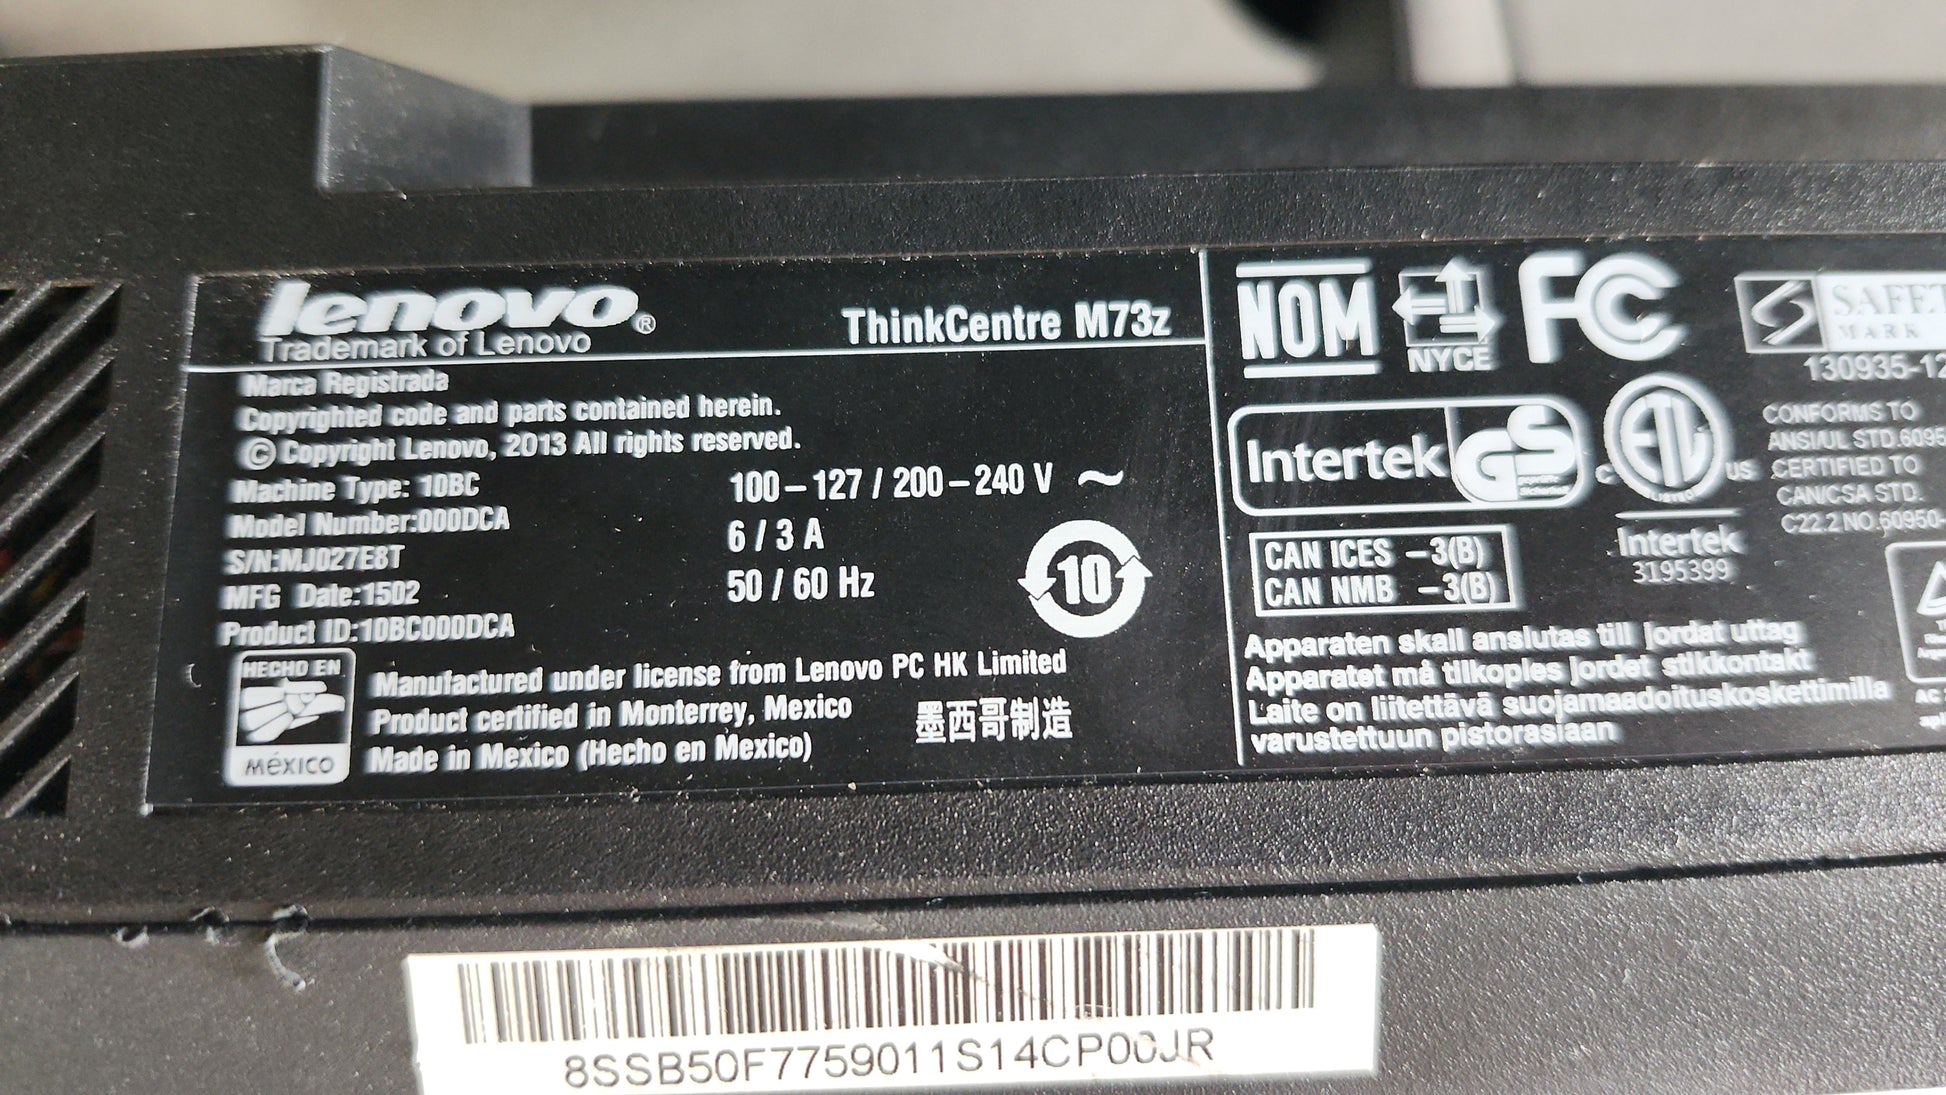 lenovo®
Trademark of Lenovo
ThinkCentre M73z
Marca Registrada
Copyrighted code and parts contained herein.
© Copyright Lenovo, 2013 All rights reserved.
Machine Type: 10BC
Model Number:000DCA
S/N:MJ027E8T
MFG Date:1502
Product ID:10BC000DCA
100–127 / 200–240 V ~
6 / 3 A
50 / 60 Hz
10
HECHO EN
MÉXICO
Manufactured under license from Lenovo PC HK Limited
Product certified in Monterrey, Mexico
Made in Mexico (Hecho en Mexico)
墨西哥制造
NOM
NYCE
FC
SAFET
MARK
130935-12
Intertek
GS
ETL
C US
Intertek
3195399
CONFORMS TO
ANSI/UL STD.6095
CERTIFIED TO
CAN/CSA STD.
C22.2 NO.60950-
CAN ICES –3(B)
CAN NMB –3(B)
Apparaten skall anslutas till jordat uttag
Apparatet må tilkoples jordet stikkontakt
Laite on liitettävä suojamaadoituskoskettimilla
varustettuun pistorasiaan
8SSB50F7759011S14CP00JR